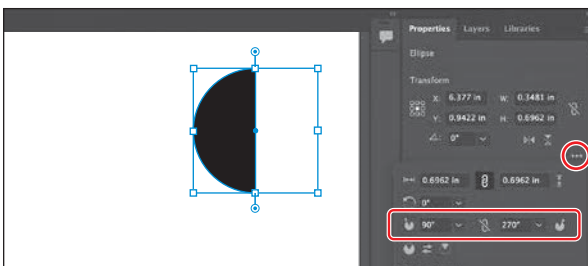 Properties Layers Libraries
Ellipse
Transform
X: 6.377 in W: 0.3481 in
Y: 0.9422 in H: 0.6962 in
0°
0.6962 in 0.6962 in
0°
90° 270°